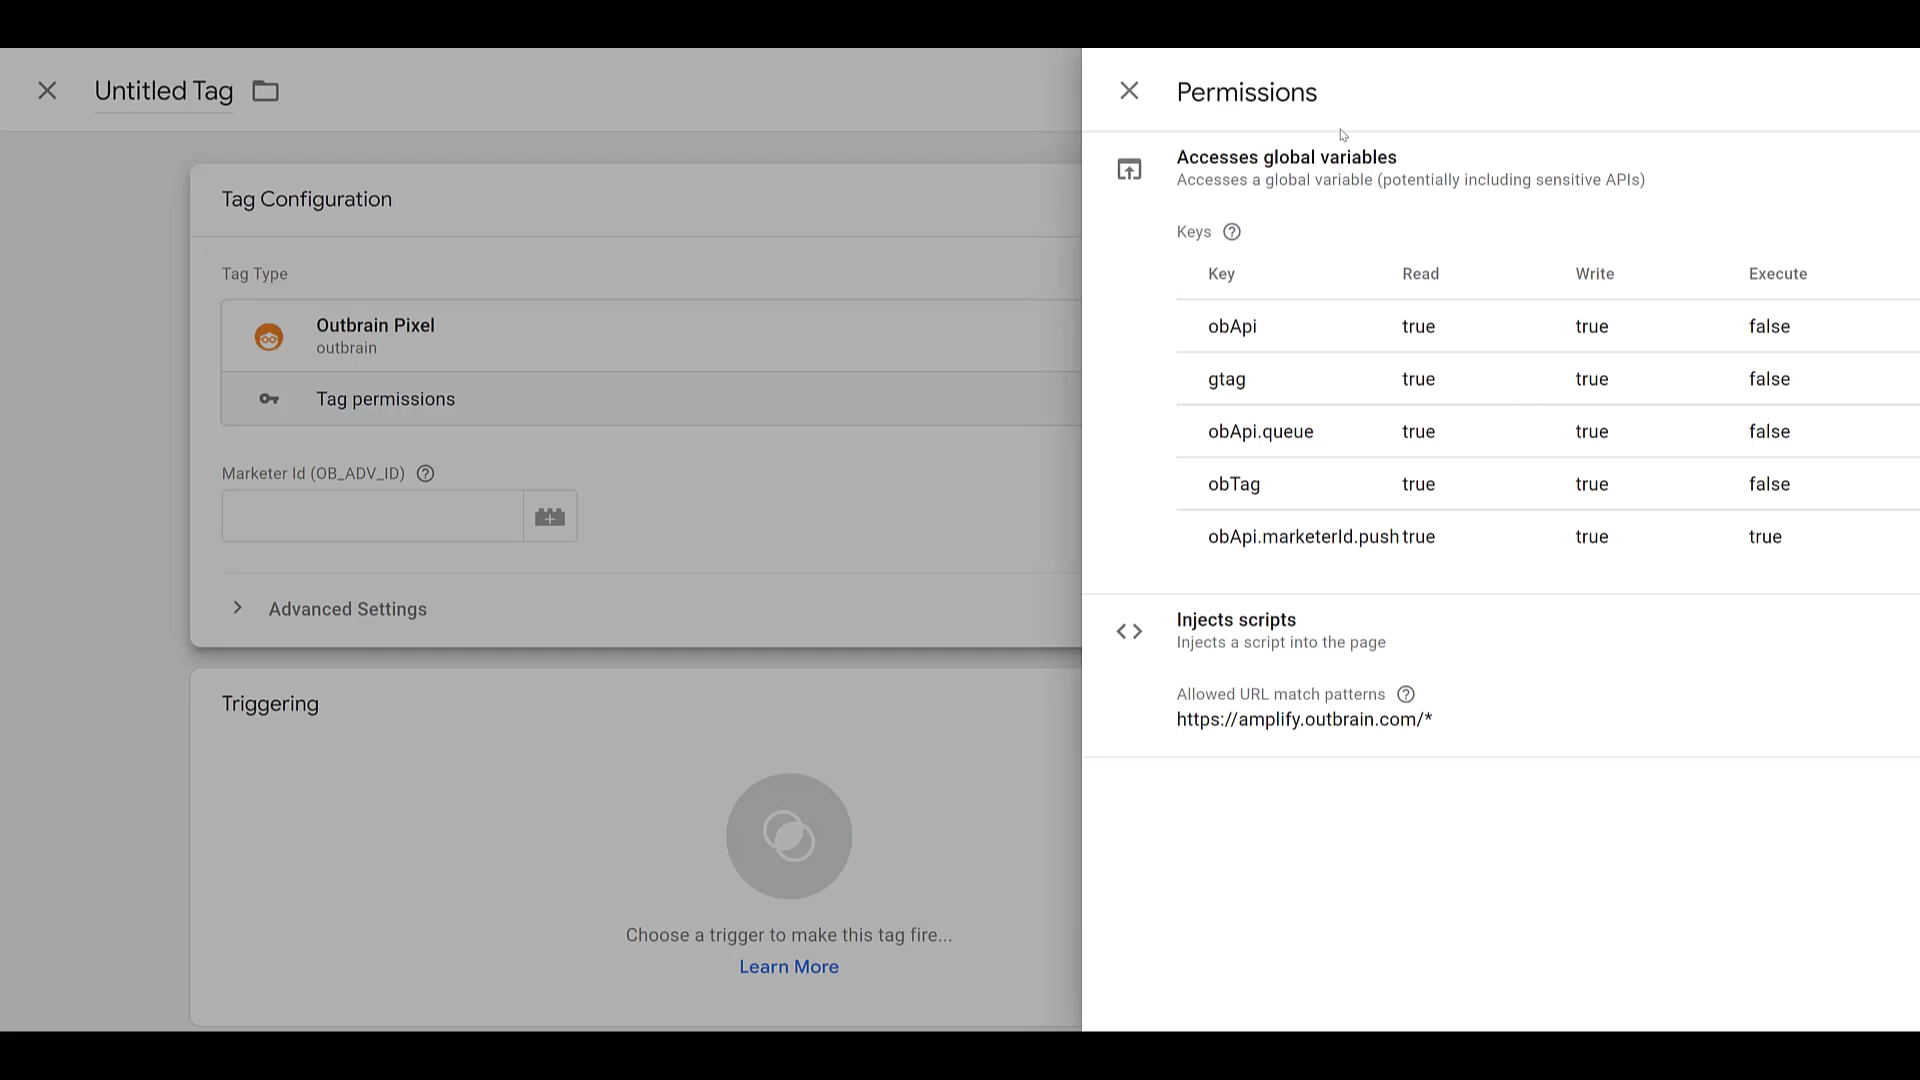 Untitled Tag
Tag Configuration
Tag Type
Outbrain Pixel
outbrain
Tag permissions
Marketer Id (OB_ADV_ID)
Advanced Settings
Triggering
Choose a trigger to make this tag fire...
Learn More
Permissions
Accesses global variables
Accesses a global variable (potentially including sensitive APIs)
Keys
Key Read Write Execute
obApi true true false
gtag true true false
obApi.queue true true false
obTag true true false
obApi.marketerId.push true true true
Injects scripts
Injects a script into the page
Allowed URL match patterns
https://amplify.outbrain.com/*